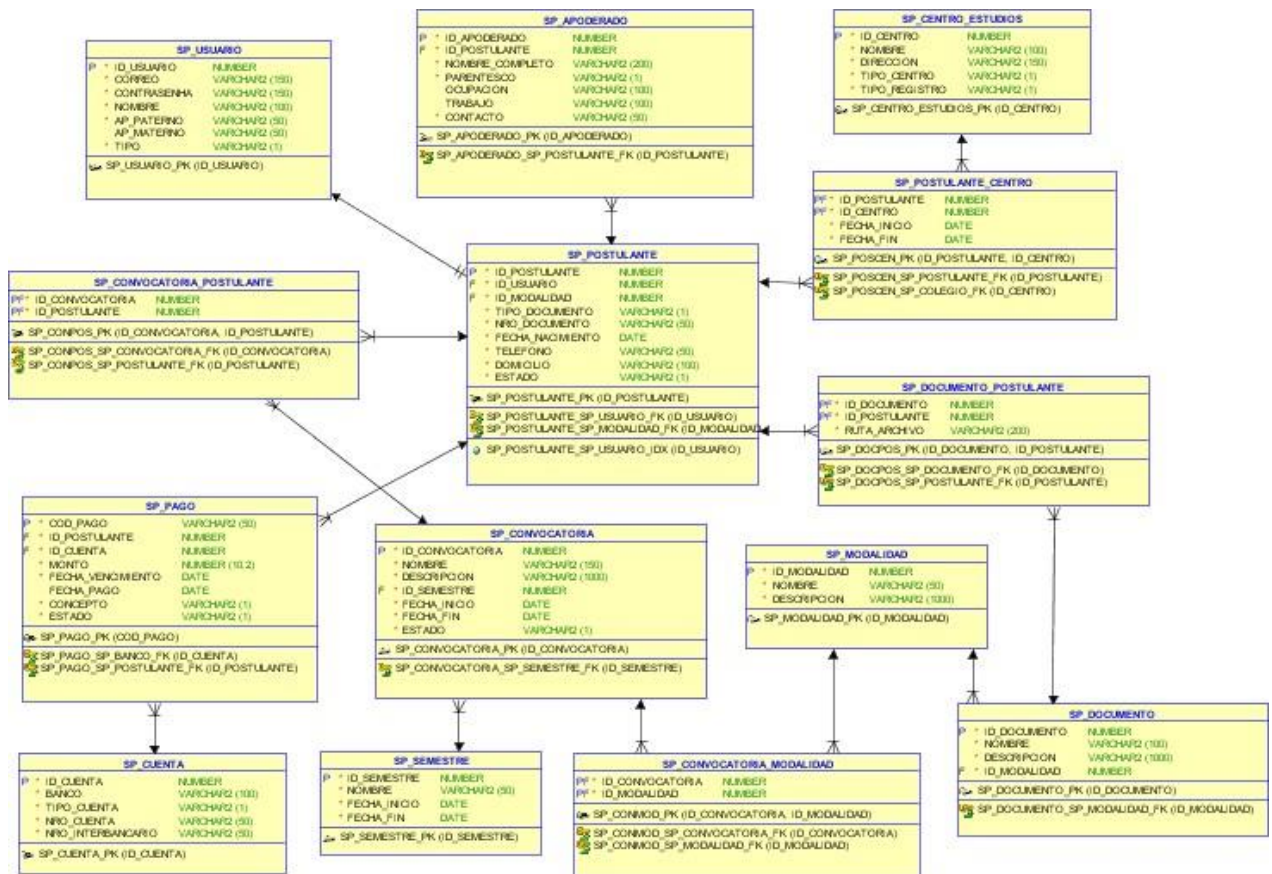 SP_USUARIO
P * ID_USUARIO NUMBER
* CORREO VARCHAR2 (150)
* CONTRASENHA VARCHAR2 (150)
* NOMBRE VARCHAR2 (100)
* AP_PATERNO VARCHAR2 (50)
AP_MATERNO VARCHAR2 (50)
* TIPO VARCHAR2 (1)
SP_USUARIO_PK (ID_USUARIO)
SP_APODERADO
P * ID_APODERADO NUMBER
F * ID_POSTULANTE NUMBER
* NOMBRE_COMPLETO VARCHAR2 (200)
* PARENTESCO VARCHAR2 (1)
OCUPACION VARCHAR2 (100)
TRABAJO VARCHAR2 (100)
* CONTACTO VARCHAR2 (50)
SP_APODERADO_PK (ID_APODERADO)
SP_APODERADO_SP_POSTULANTE_FK (ID_POSTULANTE)
SP_CENTRO_ESTUDIOS
P * ID_CENTRO NUMBER
* NOMBRE VARCHAR2 (100)
* DIRECCION VARCHAR2 (150)
* TIPO_CENTRO VARCHAR2 (1)
* TIPO_REGISTRO VARCHAR2 (1)
SP_CENTRO_ESTUDIOS_PK (ID_CENTRO)
SP_POSTULANTE_CENTRO
PF * ID_POSTULANTE NUMBER
PF * ID_CENTRO NUMBER
* FECHA_INICIO DATE
* FECHA_FIN DATE
SP_POSCEN_PK (ID_POSTULANTE, ID_CENTRO)
SP_POSCEN_SP_POSTULANTE_FK (ID_POSTULANTE)
SP_POSCEN_SP_COLEGIO_FK (ID_CENTRO)
SP_POSTULANTE
P * ID_POSTULANTE NUMBER
F * ID_USUARIO NUMBER
F * ID_MODALIDAD NUMBER
* TIPO_DOCUMENTO VARCHAR2 (1)
* NRO_DOCUMENTO VARCHAR2 (50)
* FECHA_NACIMIENTO DATE
* TELEFONO VARCHAR2 (50)
* DOMICILIO VARCHAR2 (100)
* ESTADO VARCHAR2 (1)
SP_POSTULANTE_PK (ID_POSTULANTE)
SP_POSTULANTE_SP_USUARIO_FK (ID_USUARIO)
SP_POSTULANTE_SP_MODALIDAD_FK (ID_MODALIDAD
SP_POSTULANTE_SP_USUARIO_IDX (ID_USUARIO)
SP_CONVOCATORIA_POSTULANTE
PF * ID_CONVOCATORIA NUMBER
PF * ID_POSTULANTE NUMBER
SP_CONPOS_PK (ID_CONVOCATORIA, ID_POSTULANTE)
SP_CONPOS_SP_CONVOCATORIA_FK (ID_CONVOCATORIA)
SP_CONPOS_SP_POSTULANTE_FK (ID_POSTULANTE)
SP_DOCUMENTO_POSTULANTE
PF * ID_DOCUMENTO NUMBER
PF * ID_POSTULANTE NUMBER
* RUTA_ARCHIVO VARCHAR2 (200)
SP_DOCPOS_PK (ID_DOCUMENTO, ID_POSTULANTE)
SP_DOCPOS_SP_DOCUMENTO_FK (ID_DOCUMENTO)
SP_DOCPOS_SP_POSTULANTE_FK (ID_POSTULANTE)
SP_PAGO
P * COD_PAGO VARCHAR2 (50)
F * ID_POSTULANTE NUMBER
F * ID_CUENTA NUMBER
* MONTO NUMBER (10,2)
* FECHA_VENCIMIENTO DATE
FECHA_PAGO DATE
* CONCEPTO VARCHAR2 (1)
* ESTADO VARCHAR2 (1)
SP_PAGO_PK (COD_PAGO)
SP_PAGO_SP_BANCO_FK (ID_CUENTA)
SP_PAGO_SP_POSTULANTE_FK (ID_POSTULANTE)
SP_CONVOCATORIA
P * ID_CONVOCATORIA NUMBER
* NOMBRE VARCHAR2 (150)
* DESCRIPCION VARCHAR2 (1000)
F * ID_SEMESTRE NUMBER
* FECHA_INICIO DATE
* FECHA_FIN DATE
* ESTADO VARCHAR2 (1)
SP_CONVOCATORIA_PK (ID_CONVOCATORIA)
SP_CONVOCATORIA_SP_SEMESTRE_FK (ID_SEMESTRE)
SP_MODALIDAD
P * ID_MODALIDAD NUMBER
* NOMBRE VARCHAR2 (50)
* DESCRIPCION VARCHAR2 (1000)
SP_MODALIDAD_PK (ID_MODALIDAD)
SP_DOCUMENTO
P * ID_DOCUMENTO NUMBER
* NOMBRE VARCHAR2 (100)
* DESCRIPCION VARCHAR2 (1000)
F * ID_MODALIDAD NUMBER
SP_DOCUMENTO_PK (ID_DOCUMENTO)
SP_DOCUMENTO_SP_MODALIDAD_FK (ID_MODALIDAD)
SP_CUENTA
P * ID_CUENTA NUMBER
* BANCO VARCHAR2 (100)
* TIPO_CUENTA VARCHAR2 (1)
* NRO_CUENTA VARCHAR2 (50)
* NRO_INTERBANCARIO VARCHAR2 (50)
SP_CUENTA_PK (ID_CUENTA)
SP_SEMESTRE
P * ID_SEMESTRE NUMBER
* NOMBRE VARCHAR2 (50)
* FECHA_INICIO DATE
* FECHA_FIN DATE
SP_SEMESTRE_PK (ID_SEMESTRE)
SP_CONVOCATORIA_MODALIDAD
PF * ID_CONVOCATORIA NUMBER
PF * ID_MODALIDAD NUMBER
SP_CONMOD_PK (ID_CONVOCATORIA, ID_MODALIDAD)
SP_CONMOD_SP_CONVOCATORIA_FK (ID_CONVOCATORIA)
SP_CONMOD_SP_MODALIDAD_FK (ID_MODALIDAD)